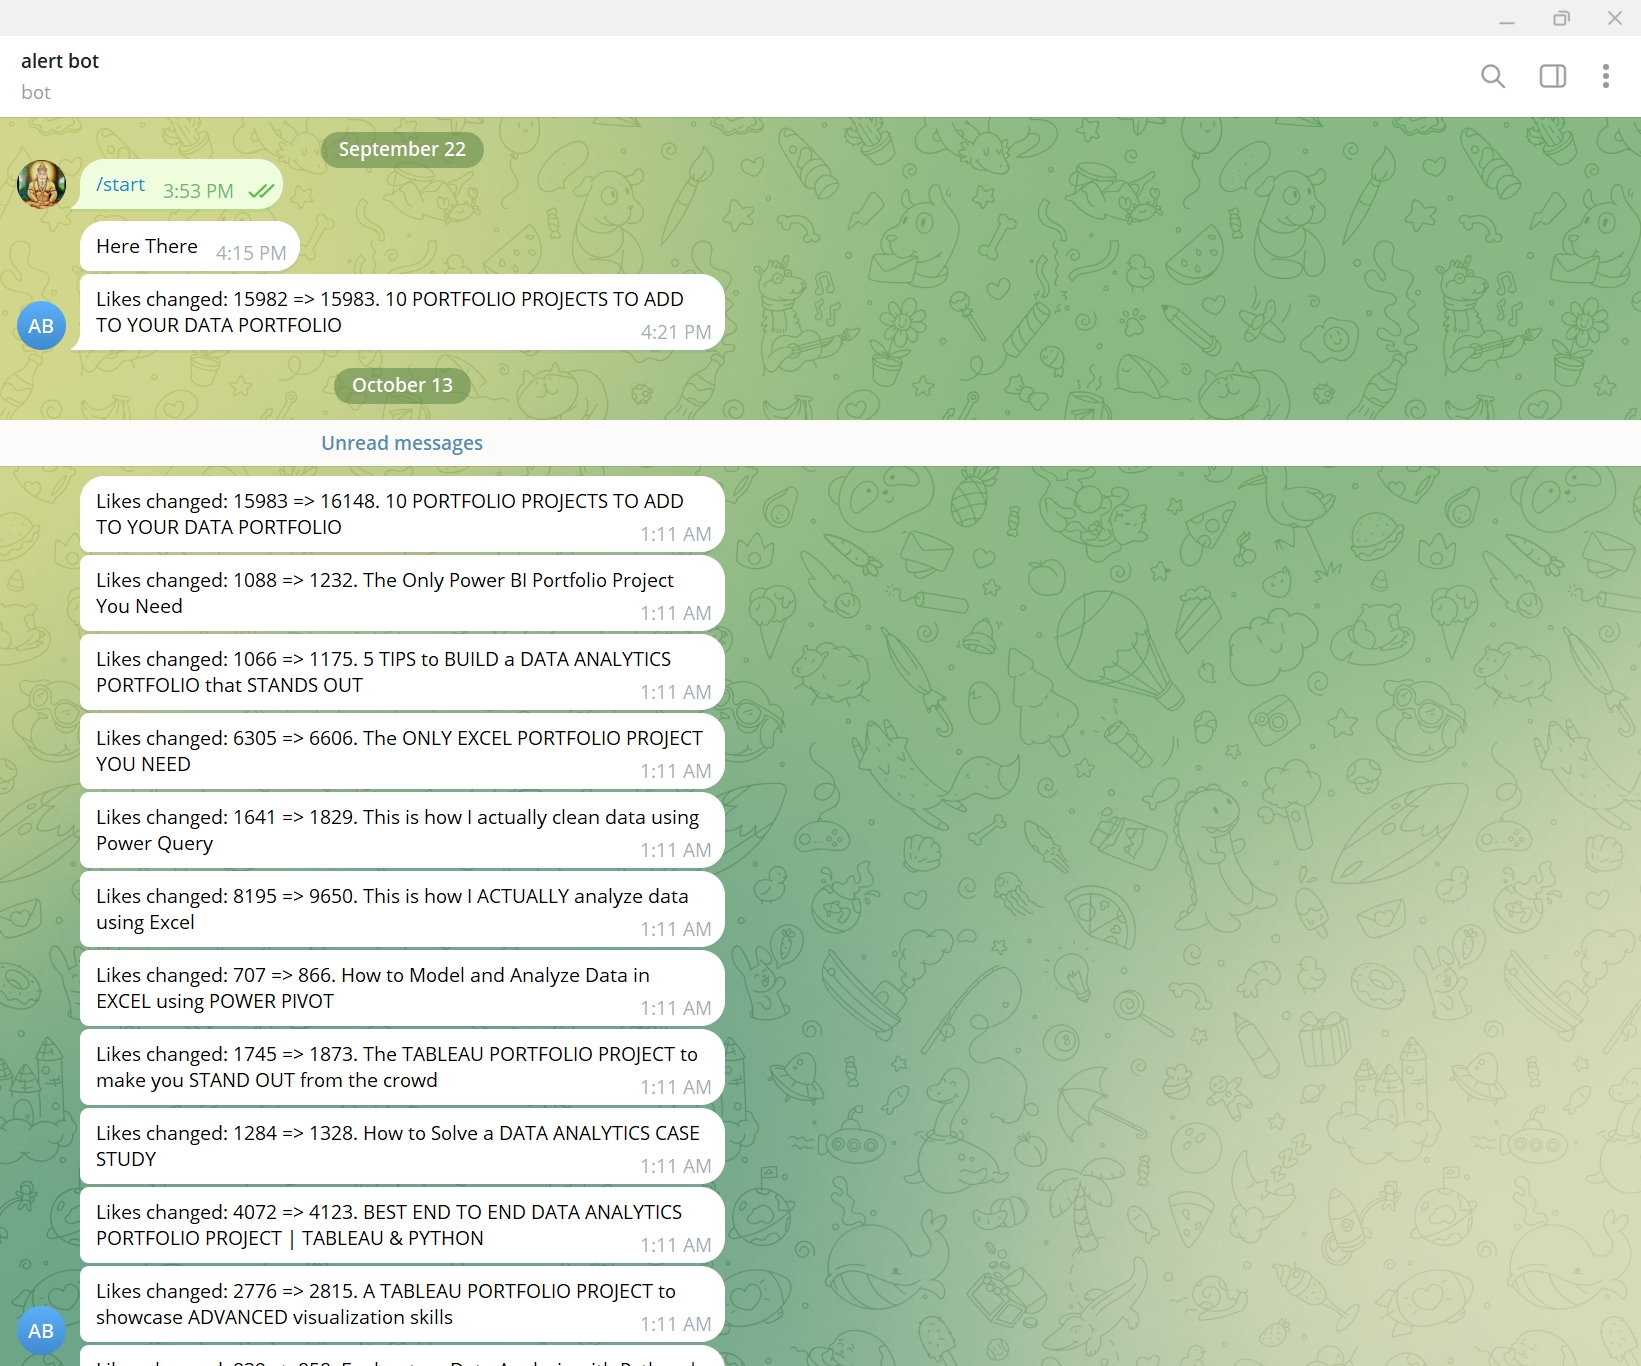 alert bot
bot
September 22
/start 3:53 PM
Here There 4:15 PM
Likes changed: 15982 => 15983. 10 PORTFOLIO PROJECTS TO ADD
TO YOUR DATA PORTFOLIO 4:21 PM
AB
October 13
Unread messages
Likes changed: 15983 => 16148. 10 PORTFOLIO PROJECTS TO ADD
TO YOUR DATA PORTFOLIO 1:11 AM
Likes changed: 1088 => 1232. The Only Power BI Portfolio Project
You Need 1:11 AM
Likes changed: 1066 => 1175. 5 TIPS to BUILD a DATA ANALYTICS
PORTFOLIO that STANDS OUT 1:11 AM
Likes changed: 6305 => 6606. The ONLY EXCEL PORTFOLIO PROJECT
YOU NEED 1:11 AM
Likes changed: 1641 => 1829. This is how I actually clean data using
Power Query 1:11 AM
Likes changed: 8195 => 9650. This is how I ACTUALLY analyze data
using Excel 1:11 AM
Likes changed: 707 => 866. How to Model and Analyze Data in
EXCEL using POWER PIVOT 1:11 AM
Likes changed: 1745 => 1873. The TABLEAU PORTFOLIO PROJECT to
make you STAND OUT from the crowd 1:11 AM
Likes changed: 1284 => 1328. How to Solve a DATA ANALYTICS CASE
STUDY 1:11 AM
Likes changed: 4072 => 4123. BEST END TO END DATA ANALYTICS
PORTFOLIO PROJECT | TABLEAU & PYTHON 1:11 AM
Likes changed: 2776 => 2815. A TABLEAU PORTFOLIO PROJECT to
showcase ADVANCED visualization skills 1:11 AM
AB